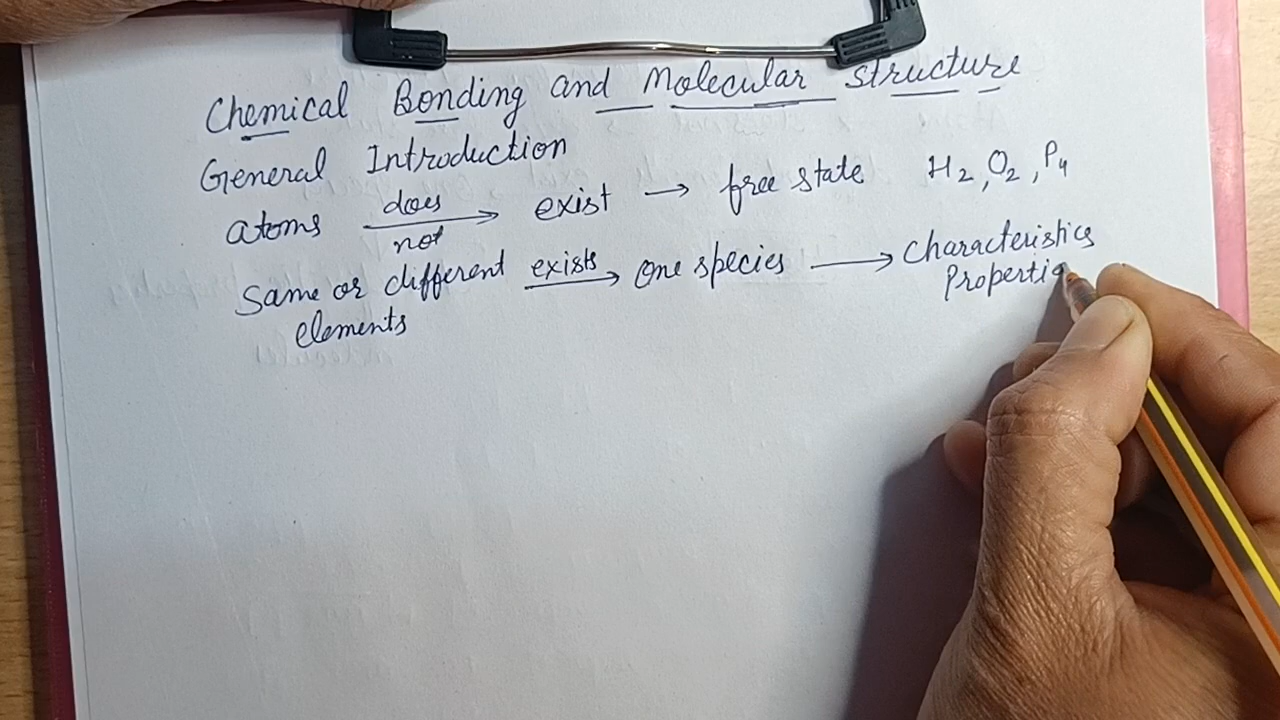 Chemical Bonding and Molecular structure
General Introduction
atoms does not exist → free state H2, O2, P4
Same or different exists → one species → Characteristics
elements Propertie